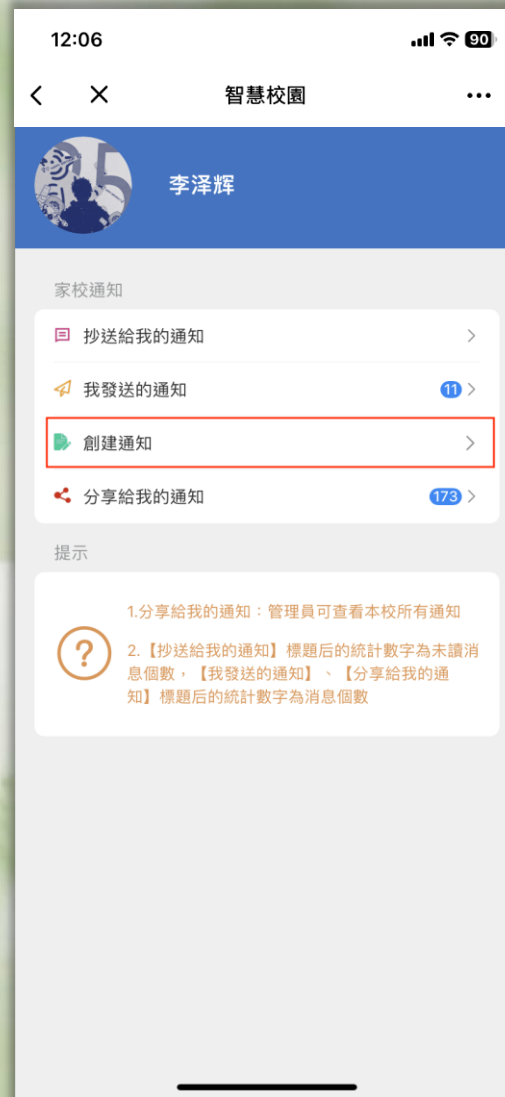 12:06
90
智慧校園
李泽辉
家校通知
抄送給我的通知
我發送的通知 11
創建通知
分享給我的通知 173
提示
1.分享給我的通知：管理員可查看本校所有通知
2.【抄送給我的通知】標題后的統計數字為未讀消
息個數，【我發送的通知】、【分享給我的通
知】標題后的統計數字為消息個數